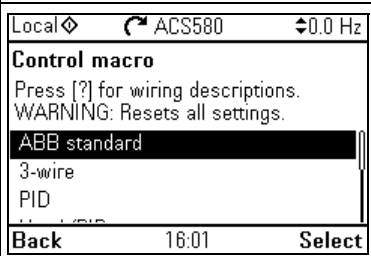 Local ACS580 0.0 Hz
Control macro
Press [?] for wiring descriptions.
WARNING: Resets all settings.
ABB standard
3-wire
PID
Back 16:01 Select